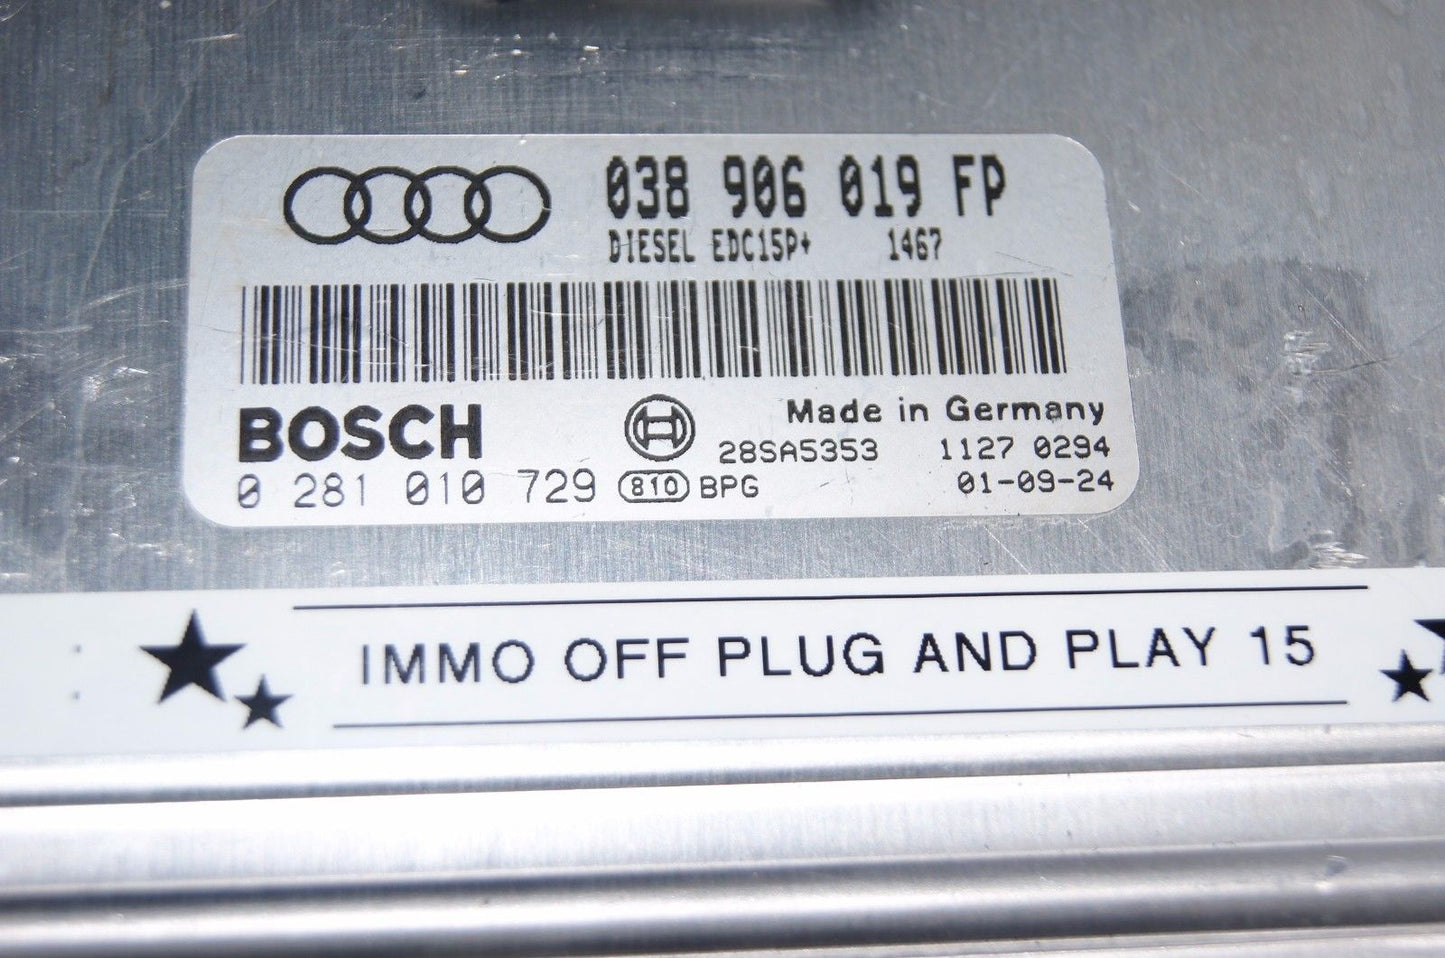 038 906 019 FP
DIESEL EDC15P+ 1467
BOSCH Made in Germany
28SA5353 1127 0294
0 281 010 729 810 BPG 01-09-24
IMMO OFF PLUG AND PLAY 15